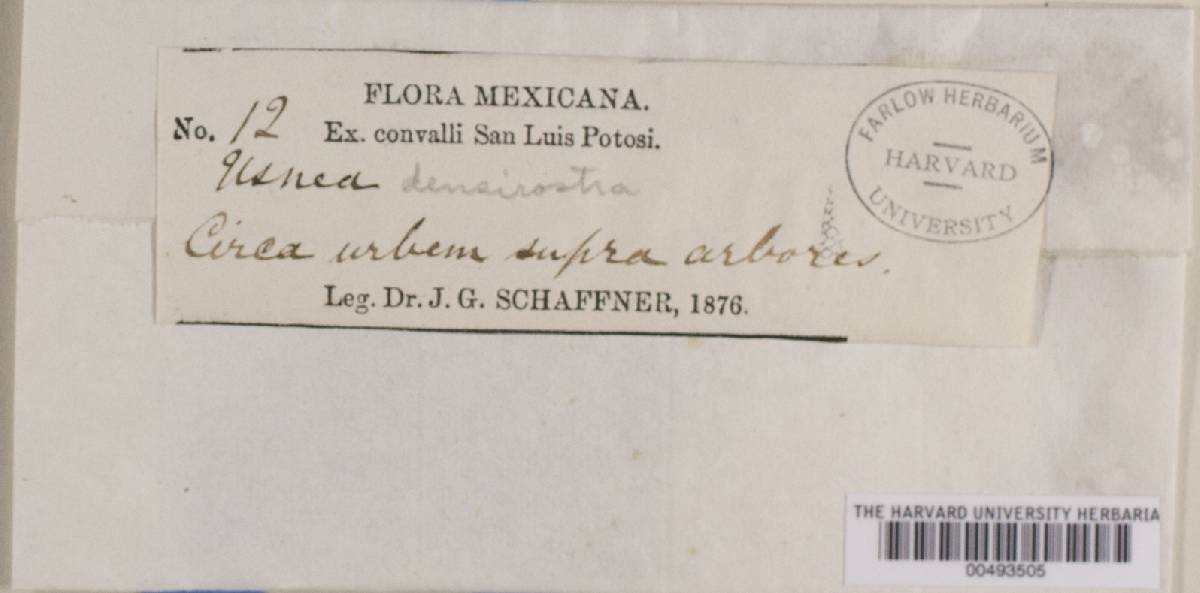 FLORA MEXICANA.
No. 12 Ex. convalli San Luis Potosi.
Usnea densirostra
Circa urbem supra arbores.
Leg. Dr. J. G. SCHAFFNER, 1876.
FARLOW HERBARIUM
HARVARD
UNIVERSITY
THE HARVARD UNIVERSITY HERBARIA
00493505